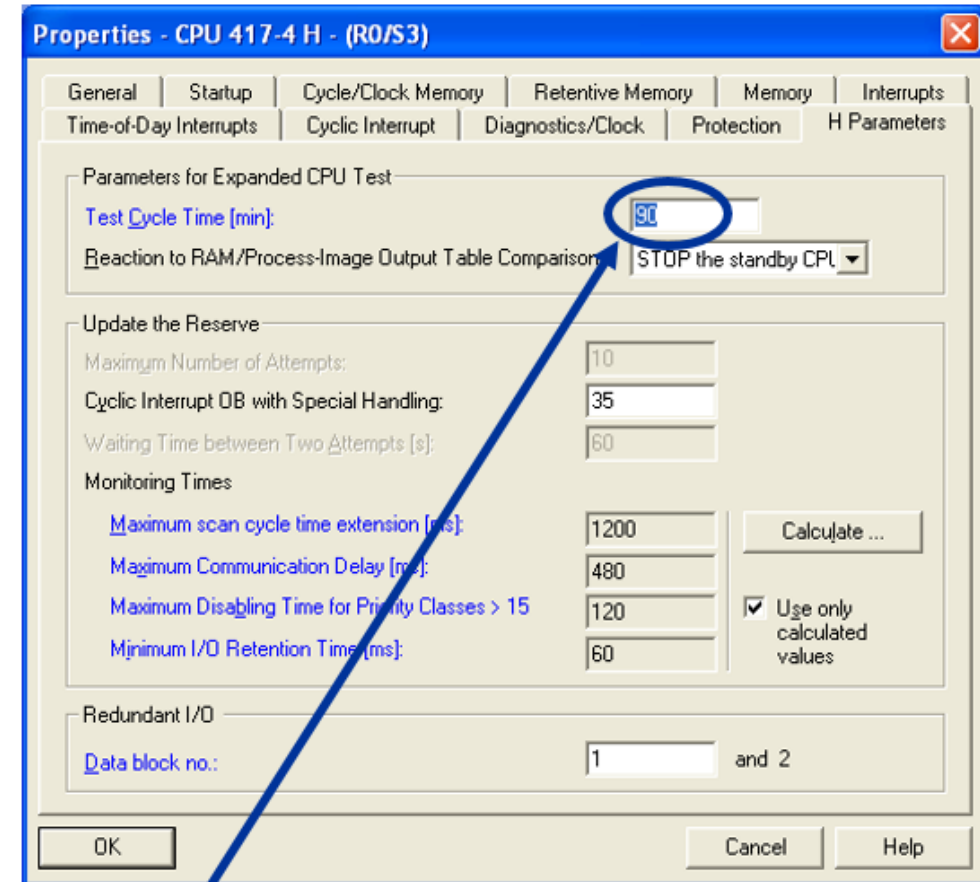 Properties - CPU 417-4 H - (R0/S3)
General Startup Cycle/Clock Memory Retentive Memory Memory Interrupts
Time-of-Day Interrupts Cyclic Interrupt Diagnostics/Clock Protection H Parameters
Parameters for Expanded CPU Test
Test Cycle Time [min]: 90
Reaction to RAM/Process-Image Output Table Comparison STOP the standby CPU
Update the Reserve
Maximum Number of Attempts: 10
Cyclic Interrupt OB with Special Handling: 35
Waiting Time between Two Attempts [s]: 60
Monitoring Times
Maximum scan cycle time extension [ms]: 1200 Calculate ...
Maximum Communication Delay [ms]: 480
Maximum Disabling Time for Priority Classes > 15 120 Use only
calculated
Minimum I/O Retention Time [ms]: 60 values
Redundant I/O
Data block no.: 1 and 2
OK Cancel Help